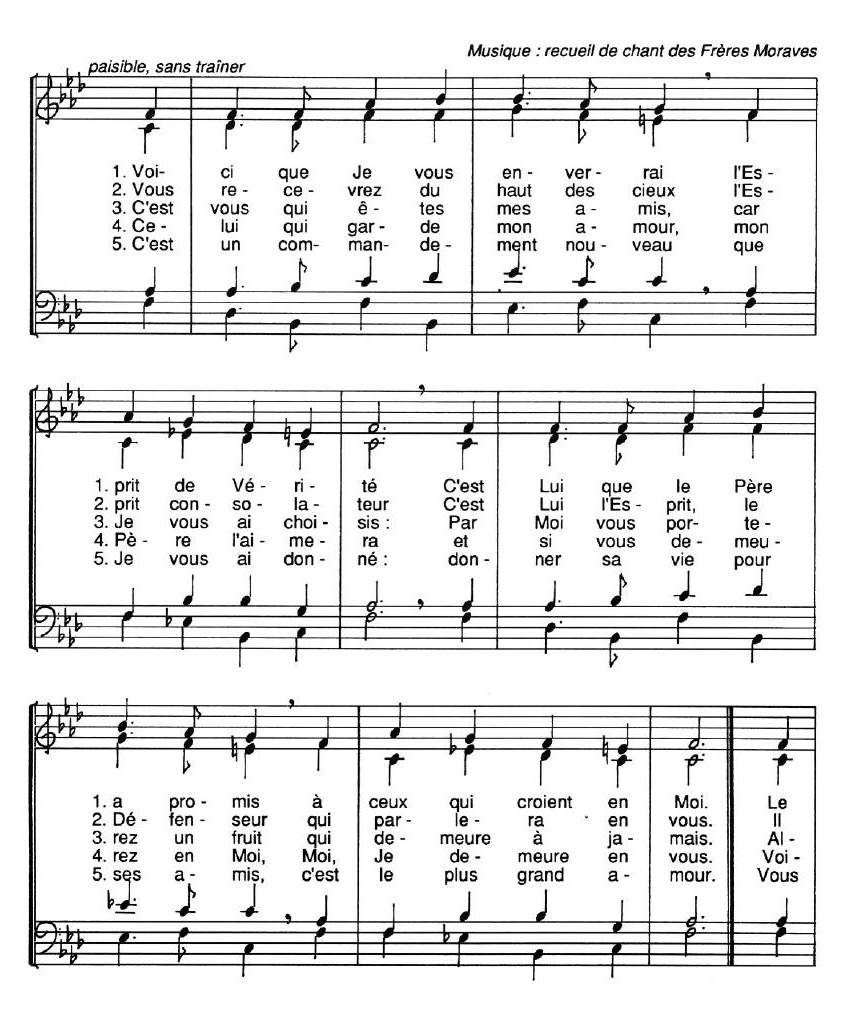 Musique : recueil de chant des Frères Moraves
paisible, sans traîner
1. Voi- ci que Je vous en - ver - rai l'Es -
2. Vous re - ce - vrez du haut des cieux l'Es -
3. C'est vous qui ê - tes mes a - mis, car
4. Ce - lui qui gar - de mon a - mour, mon
5. C'est un com- man- de - ment nou - veau que
1. prit de Vé - ri - té C'est Lui que le Père
2. prit con - so - la - teur C'est Lui l'Es - prit, le
3. Je vous ai choi - sis : Par Moi vous por - te -
4. Pè - re l'ai - me - ra et si vous de - meu -
5. Je vous ai don - né : don - ner sa vie pour
1. a pro - mis à ceux qui croient en Moi. Le
2. Dé - fen - seur qui par - le - ra en vous. Il
3. rez un fruit qui de - meure à ja - mais. Al -
4. rez en Moi, Moi, Je de - meure en vous. Voi -
5. ses a - mis, c'est le plus grand a - mour. Vous